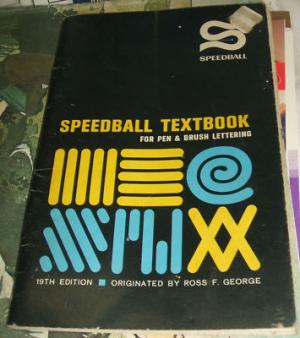 SPEEDBALL
SPEEDBALL TEXTBOOK
FOR PEN & BRUSH LETTERING
19TH EDITION ■ ORIGINATED BY ROSS F. GEORGE